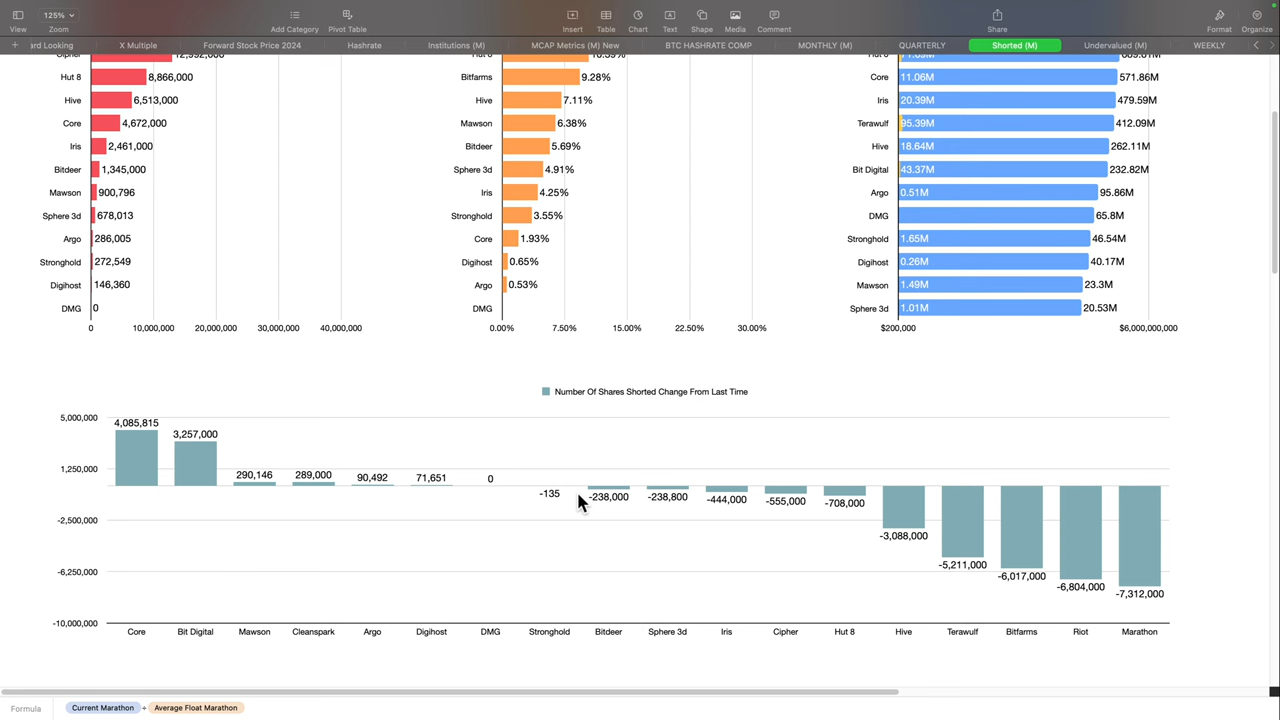 125%
View
Zoom
Add Category
Pivot Table
Insert
Table
Chart
Text
Shape
Media
Comment
Share
Format
Organize
rd Looking
X Multiple
Forward Stock Price 2024
Hashrate
Institutions (M)
MCAP Metrics (M) New
BTC HASHRATE COMP
MONTHLY (M)
QUARTERLY
Shorted (M)
Undervalued (M)
WEEKLY
Hut 8 8,866,000
Hive 6,513,000
Core 4,672,000
Iris 2,461,000
Bitdeer 1,345,000
Mawson 900,796
Sphere 3d 678,013
Argo 286,005
Stronghold 272,549
Digihost 146,360
DMG 0
0 10,000,000 20,000,000 30,000,000 40,000,000
Bitfarms 9.28%
Hive 7.11%
Mawson 6.38%
Bitdeer 5.69%
Sphere 3d 4.91%
Iris 4.25%
Stronghold 3.55%
Core 1.93%
Digihost 0.65%
Argo 0.53%
DMG
0.00% 7.50% 15.00% 22.50% 30.00%
Core 11.06M 571.86M
Iris 20.39M 479.59M
Terawulf 95.39M 412.09M
Hive 18.64M 262.11M
Bit Digital 43.37M 232.82M
Argo 0.51M 95.86M
DMG 65.8M
Stronghold 1.65M 46.54M
Digihost 0.26M 40.17M
Mawson 1.49M 23.3M
Sphere 3d 1.01M 20.53M
$200,000 $6,000,000,000
Number Of Shares Shorted Change From Last Time
5,000,000
1,250,000
-2,500,000
-6,250,000
-10,000,000
4,085,815
3,257,000
290,146
289,000
90,492
71,651
0
-135
-238,000
-238,800
-444,000
-555,000
-708,000
-3,088,000
-5,211,000
-6,017,000
-6,804,000
-7,312,000
Core Bit Digital Mawson Cleanspark Argo Digihost DMG Stronghold Bitdeer Sphere 3d Iris Cipher Hut 8 Hive Terawulf Bitfarms Riot Marathon
Formula Current Marathon + Average Float Marathon